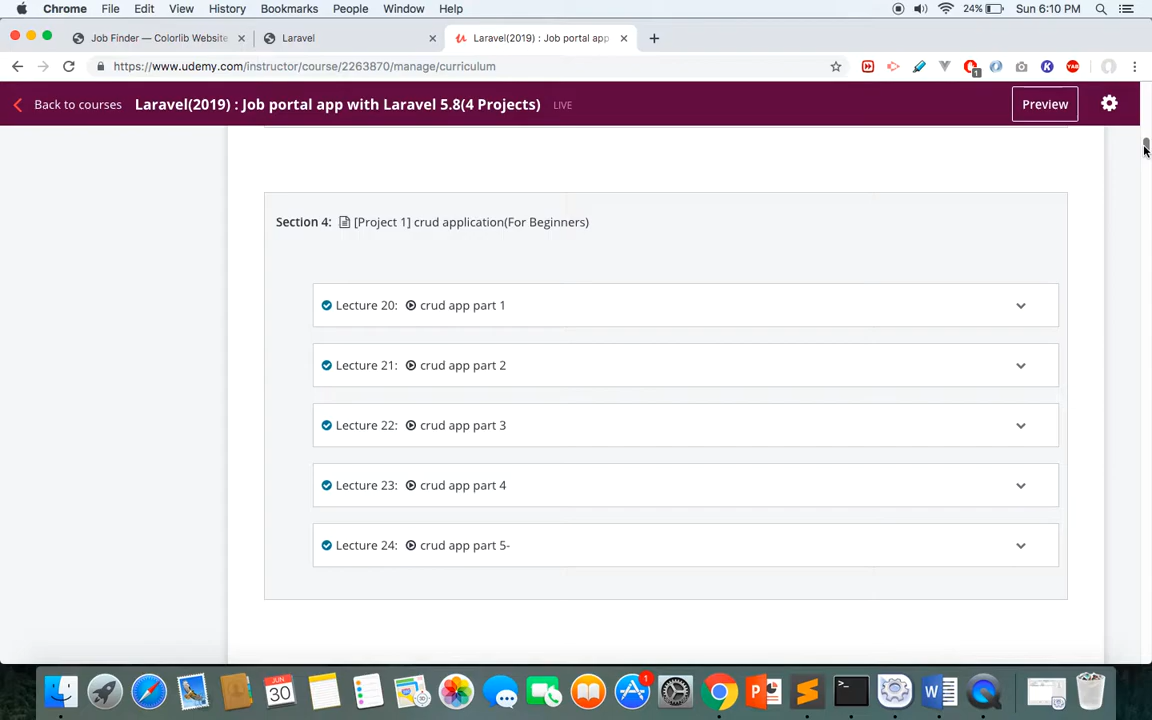 Chrome File Edit View History Bookmarks People Window Help 24% Sun 6:10 PM
Job Finder — Colorlib Website Laravel Laravel(2019) : Job portal app
https://www.udemy.com/instructor/course/2263870/manage/curriculum 1
Back to courses Laravel(2019) : Job portal app with Laravel 5.8(4 Projects) LIVE Preview
Section 4: [Project 1] crud application(For Beginners)
Lecture 20: crud app part 1
Lecture 21: crud app part 2
Lecture 22: crud app part 3
Lecture 23: crud app part 4
Lecture 24: crud app part 5-
JUN
30
1